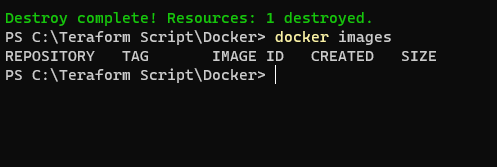 Destroy complete! Resources: 1 destroyed.
PS C:\Teraform Script\Docker> docker images
REPOSITORY   TAG       IMAGE ID   CREATED   SIZE
PS C:\Teraform Script\Docker>